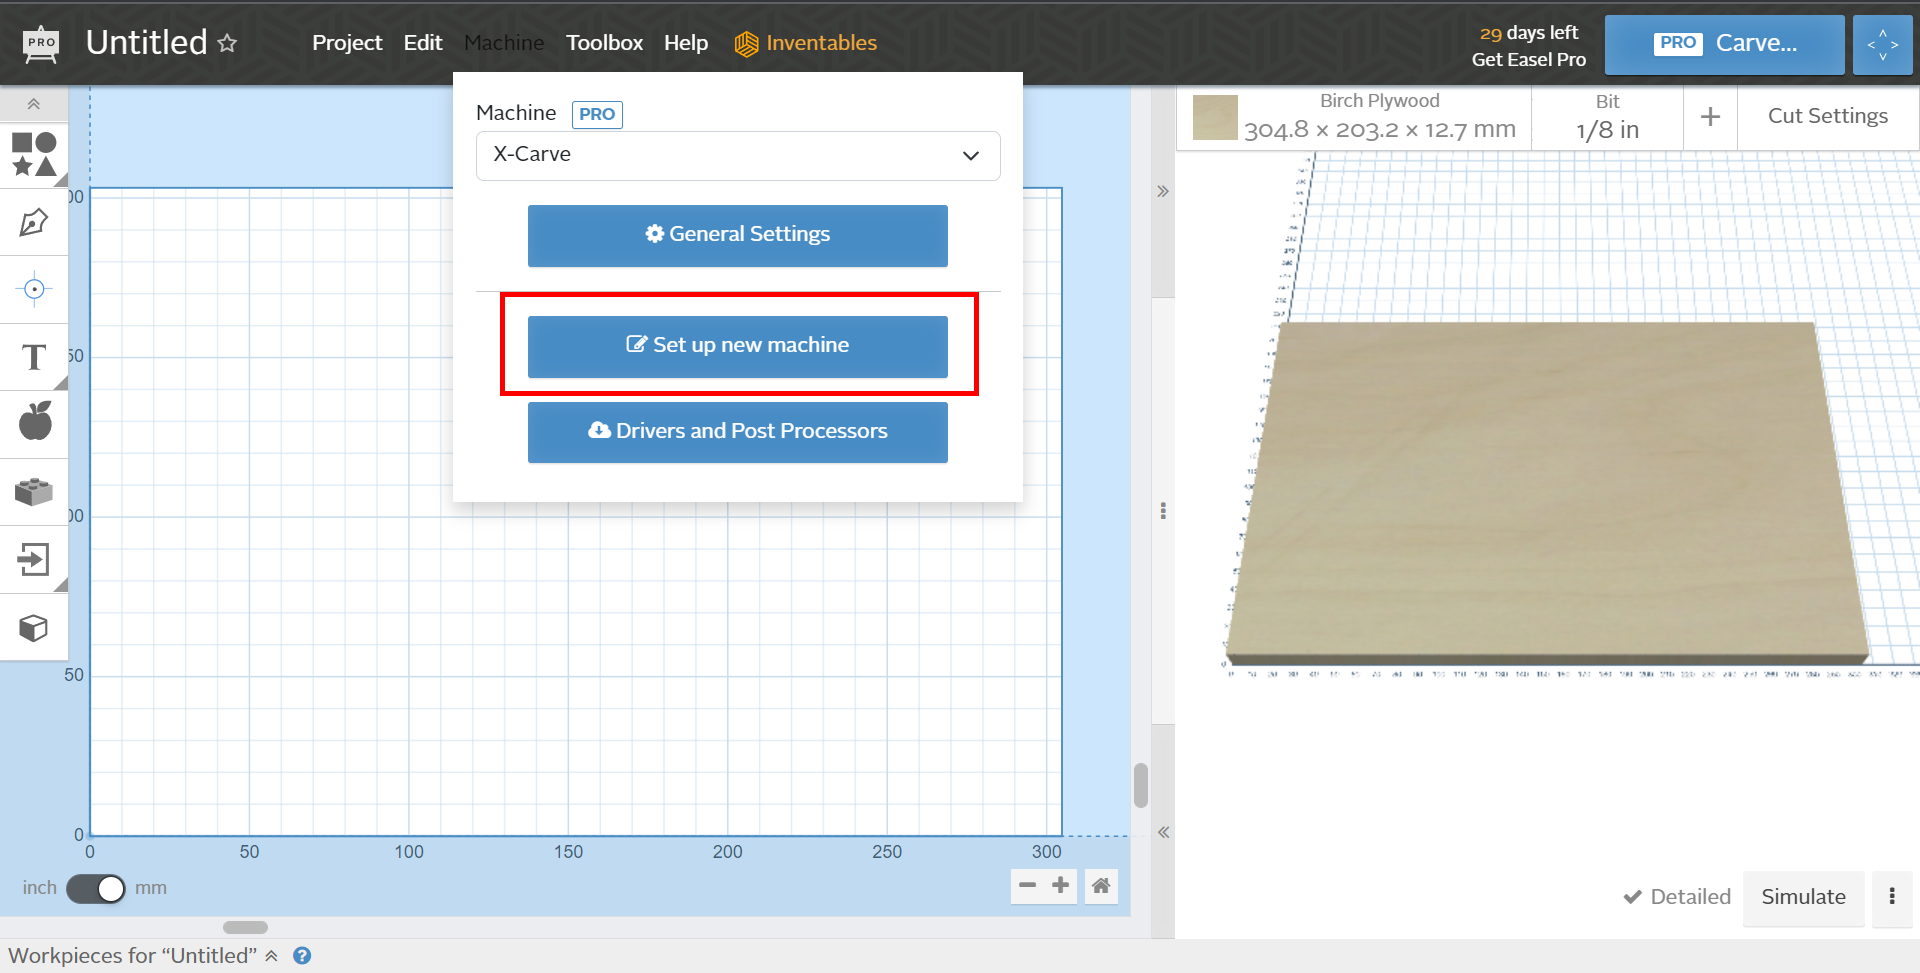 PRO
Untitled
Project Edit Machine Toolbox Help Inventables
29 days left
Get Easel Pro
PRO Carve...
Machine PRO
X-Carve
General Settings
Set up new machine
Drivers and Post Processors
Birch Plywood
304.8 × 203.2 × 12.7 mm
Bit
1/8 in
+
Cut Settings
T
00
50
00
50
0
0 50 100 150 200 250 300
inch mm
Detailed
Simulate
Workpieces for “Untitled”
?